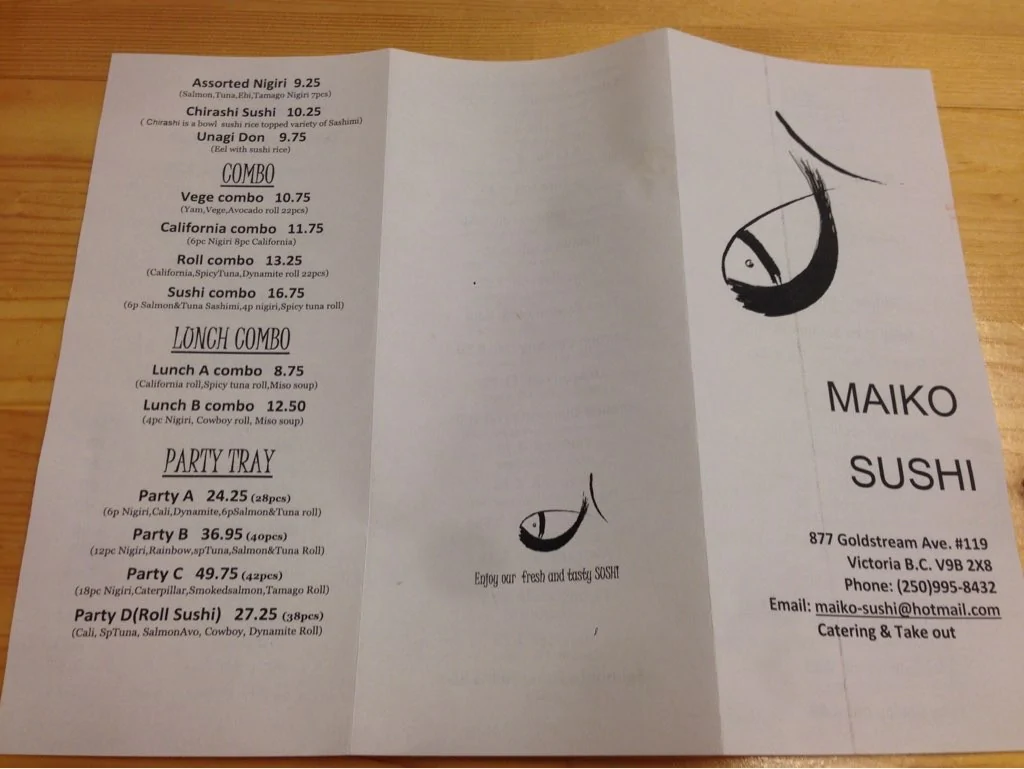 Assorted Nigiri 9.25
(Salmon,Tuna,Ebi,Tamago Nigiri 7pcs)
Chirashi Sushi 10.25
( Chirashi is a bowl sushi rice topped variety of Sashimi)
Unagi Don 9.75
(Eel with sushi rice)
COMBO
Vege combo 10.75
(Yam,Vege,Avocado roll 22pcs)
California combo 11.75
(6pc Nigiri 8pc California)
Roll combo 13.25
(California,SpicyTuna,Dynamite roll 22pcs)
Sushi combo 16.75
(6p Salmon&Tuna Sashimi,4p nigiri,Spicy tuna roll)
LUNCH COMBO
Lunch A combo 8.75
(California roll,Spicy tuna roll,Miso soup)
Lunch B combo 12.50
(4pc Nigiri, Cowboy roll, Miso soup)
PARTY TRAY
Party A 24.25 (28pcs)
(6p Nigiri,Cali,Dynamite,6pSalmon&Tuna roll)
Party B 36.95 (40pcs)
(12pc Nigiri,Rainbow,spTuna,Salmon&Tuna Roll)
Party C 49.75 (42pcs)
(18pc Nigiri,Caterpillar,Smokedsalmon,Tamago Roll)
Party D(Roll Sushi) 27.25 (38pcs)
(Cali, SpTuna, SalmonAvo, Cowboy, Dynamite Roll)
Enjoy our fresh and tasty SUSHI
MAIKO
SUSHI
877 Goldstream Ave. #119
Victoria B.C. V9B 2X8
Phone: (250)995-8432
Email: maiko-sushi@hotmail.com
Catering & Take out